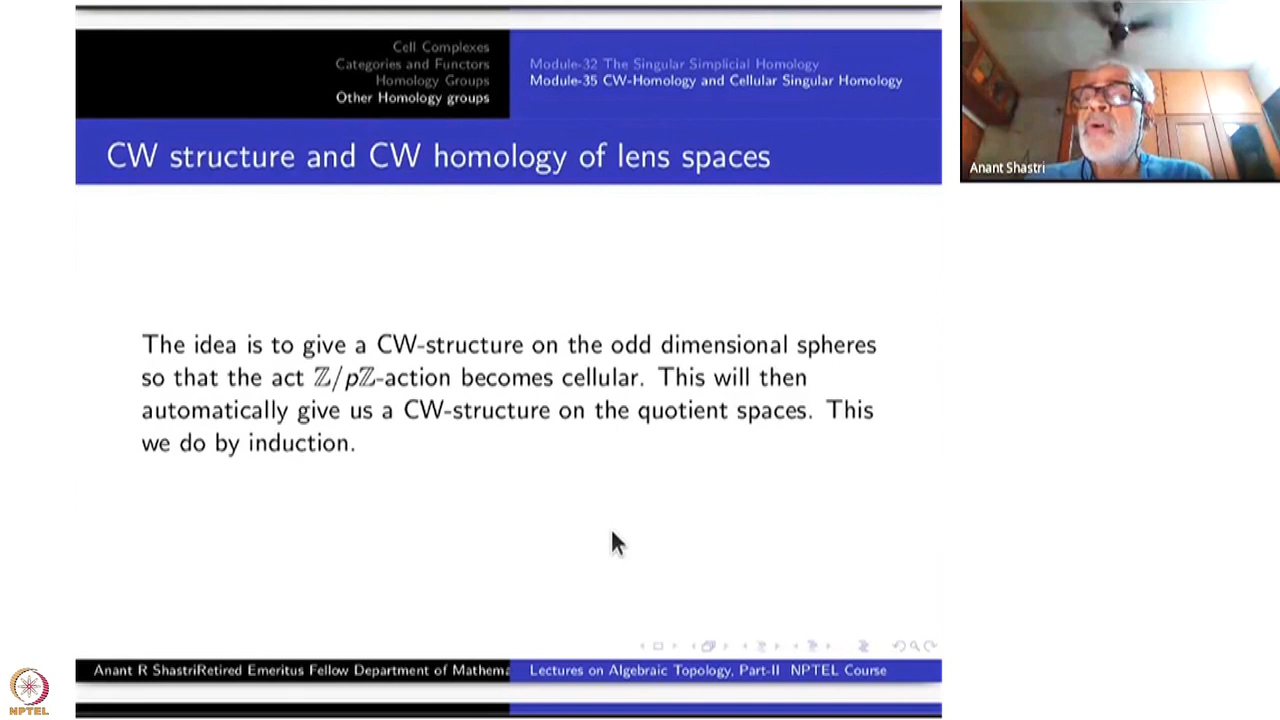 Cell Complexes
Categories and Functors
Homology Groups
Other Homology groups
Module-32 The Singular Simplicial Homology
Module-35 CW-Homology and Cellular Singular Homology
CW structure and CW homology of lens spaces
Anant Shastri
The idea is to give a CW-structure on the odd dimensional spheres
so that the act ℤ/pℤ-action becomes cellular. This will then
automatically give us a CW-structure on the quotient spaces. This
we do by induction.
Anant R ShastriRetired Emeritus Fellow Department of Mathema
Lectures on Algebraic Topology, Part-II NPTEL Course
NPTEL